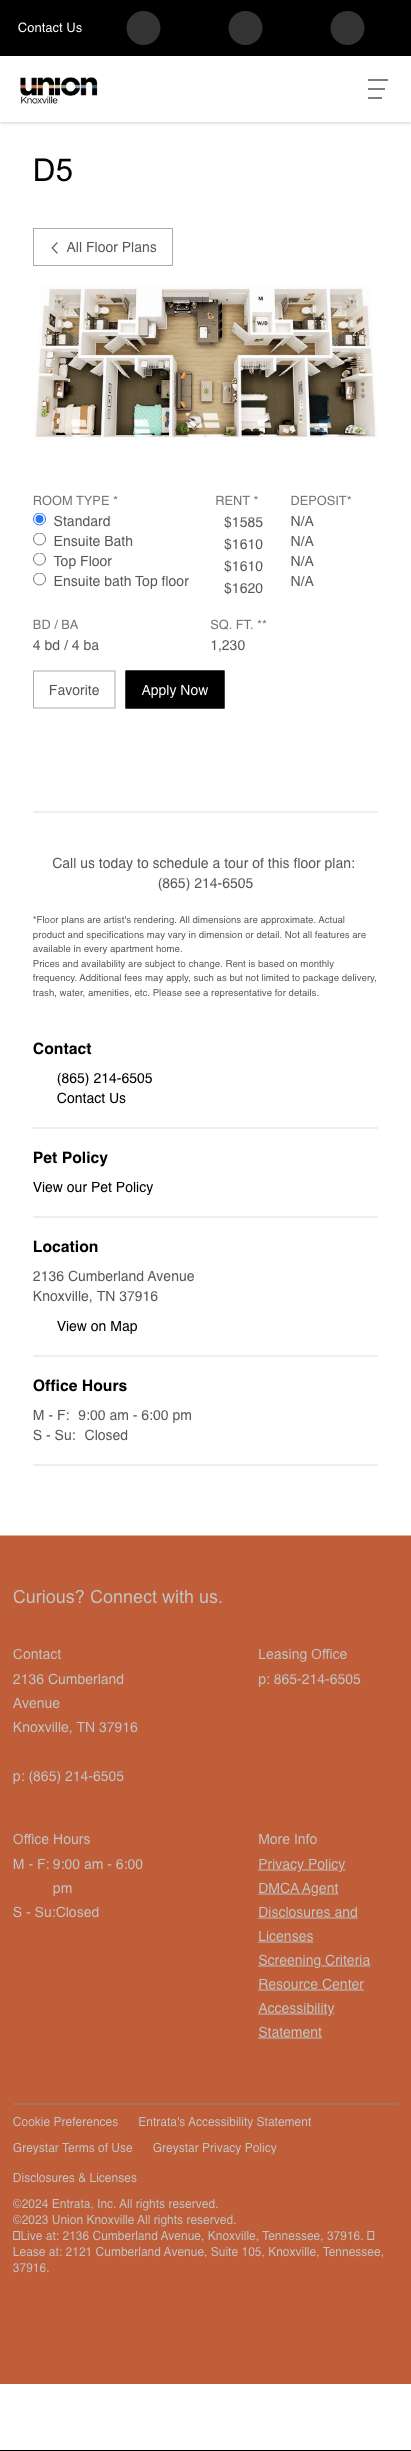 Contact Us
union
Knoxville
D5
All Floor Plans
M
W/D
ROOM TYPE * RENT * DEPOSIT*
Standard $1585 N/A
Ensuite Bath $1610 N/A
Top Floor $1610 N/A
Ensuite bath Top floor $1620 N/A
BD / BA SQ. FT. **
4 bd / 4 ba 1,230
Favorite Apply Now
Call us today to schedule a tour of this floor plan:
(865) 214-6505
*Floor plans are artist's rendering. All dimensions are approximate. Actual
product and specifications may vary in dimension or detail. Not all features are
available in every apartment home.
Prices and availability are subject to change. Rent is based on monthly
frequency. Additional fees may apply, such as but not limited to package delivery,
trash, water, amenities, etc. Please see a representative for details.
Contact
(865) 214-6505
Contact Us
Pet Policy
View our Pet Policy
Location
2136 Cumberland Avenue
Knoxville, TN 37916
View on Map
Office Hours
M - F: 9:00 am - 6:00 pm
S - Su: Closed
Curious? Connect with us.
Contact
2136 Cumberland
Avenue
Knoxville, TN 37916
p: (865) 214-6505
Leasing Office
p: 865-214-6505
Office Hours
M - F: 9:00 am - 6:00
pm
S - Su:Closed
More Info
Privacy Policy
DMCA Agent
Disclosures and
Licenses
Screening Criteria
Resource Center
Accessibility
Statement
Cookie Preferences Entrata's Accessibility Statement
Greystar Terms of Use Greystar Privacy Policy
Disclosures & Licenses
©2024 Entrata, Inc. All rights reserved.
©2023 Union Knoxville All rights reserved.
Live at: 2136 Cumberland Avenue, Knoxville, Tennessee, 37916.
Lease at: 2121 Cumberland Avenue, Suite 105, Knoxville, Tennessee,
37916.